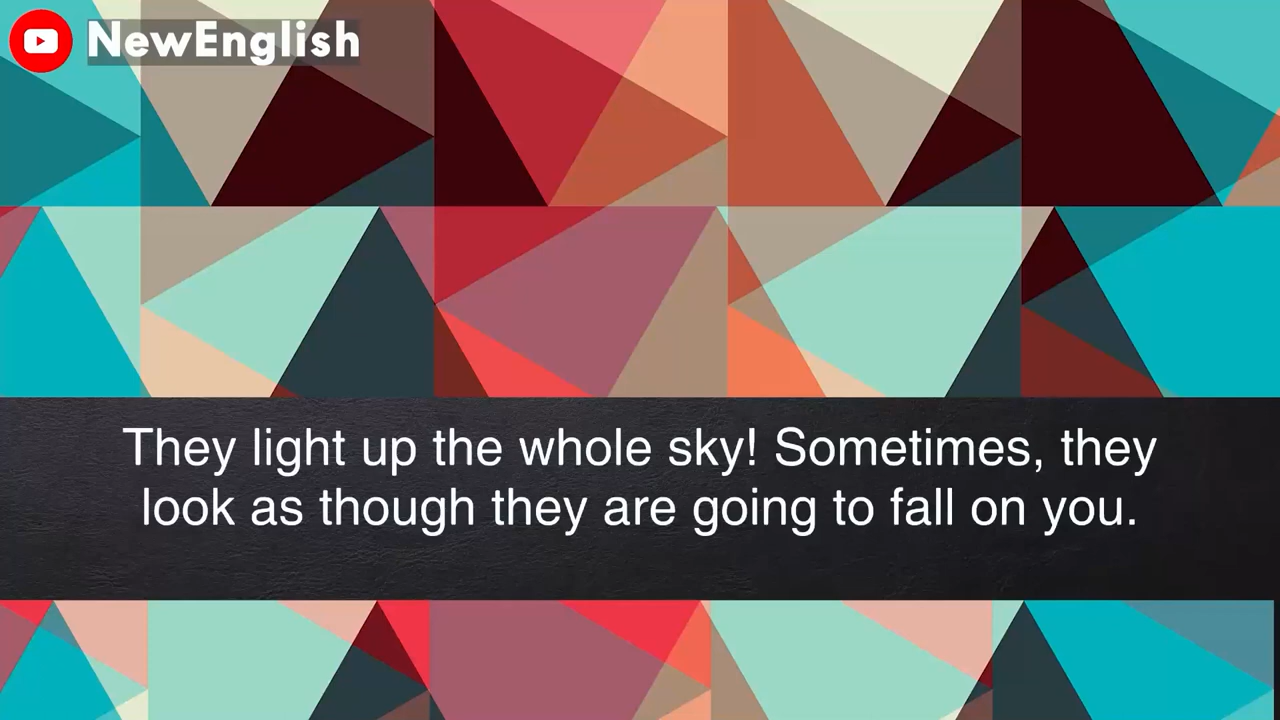 NewEnglish
They light up the whole sky! Sometimes, they
look as though they are going to fall on you.